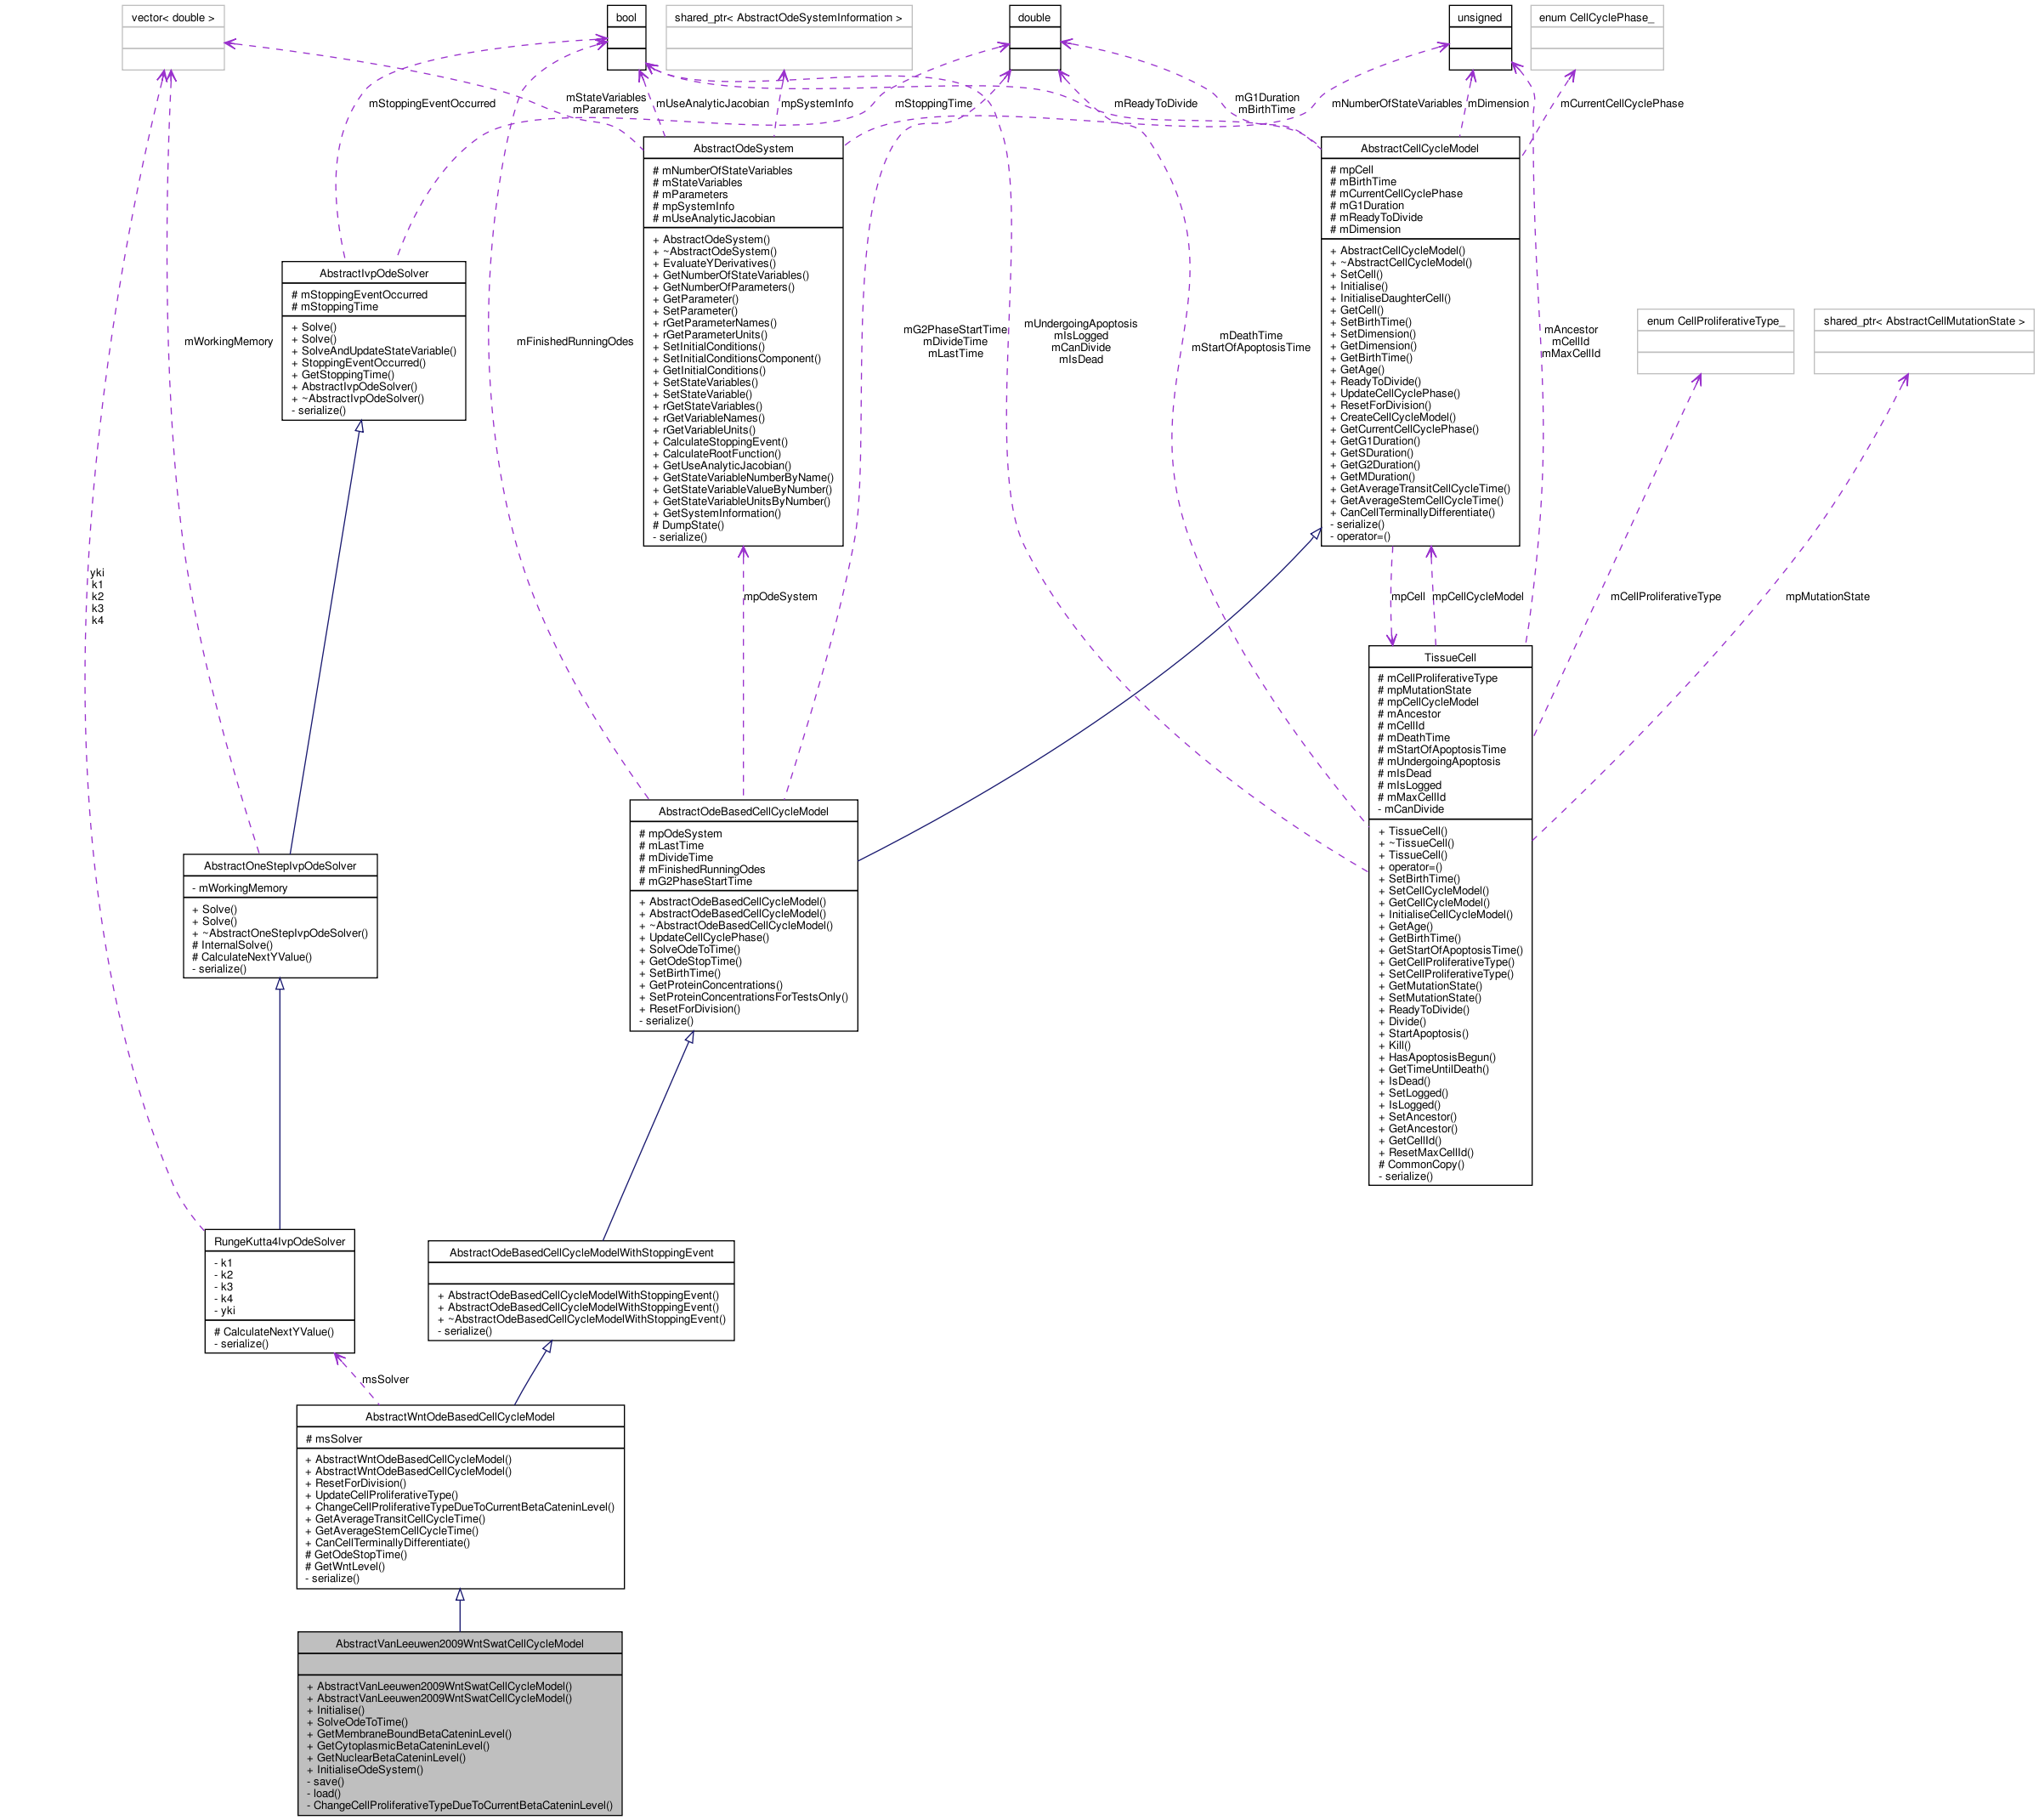 vector< double >
bool
shared_ptr< AbstractOdeSystemInformation >
double
unsigned
enum CellCyclePhase_
mStoppingEventOccurred
mStateVariables
mParameters
mUseAnalyticJacobian
mpSystemInfo
mStoppingTime
mReadyToDivide
mG1Duration
mBirthTime
mNumberOfStateVariables
mDimension
mCurrentCellCyclePhase
AbstractOdeSystem
# mNumberOfStateVariables
# mStateVariables
# mParameters
# mpSystemInfo
# mUseAnalyticJacobian
+ AbstractOdeSystem()
+ ~AbstractOdeSystem()
+ EvaluateYDerivatives()
+ GetNumberOfStateVariables()
+ GetNumberOfParameters()
+ GetParameter()
+ SetParameter()
+ rGetParameterNames()
+ rGetParameterUnits()
+ SetInitialConditions()
+ SetInitialConditionsComponent()
+ GetInitialConditions()
+ SetStateVariables()
+ SetStateVariable()
+ rGetStateVariables()
+ rGetVariableNames()
+ rGetVariableUnits()
+ CalculateStoppingEvent()
+ CalculateRootFunction()
+ GetUseAnalyticJacobian()
+ GetStateVariableNumberByName()
+ GetStateVariableValueByNumber()
+ GetStateVariableUnitsByNumber()
+ GetSystemInformation()
# DumpState()
- serialize()
AbstractCellCycleModel
# mpCell
# mBirthTime
# mCurrentCellCyclePhase
# mG1Duration
# mReadyToDivide
# mDimension
+ AbstractCellCycleModel()
+ ~AbstractCellCycleModel()
+ SetCell()
+ Initialise()
+ InitialiseDaughterCell()
+ GetCell()
+ SetBirthTime()
+ SetDimension()
+ GetDimension()
+ GetBirthTime()
+ GetAge()
+ ReadyToDivide()
+ UpdateCellCyclePhase()
+ ResetForDivision()
+ CreateCellCycleModel()
+ GetCurrentCellCyclePhase()
+ GetG1Duration()
+ GetSDuration()
+ GetG2Duration()
+ GetMDuration()
+ GetAverageTransitCellCycleTime()
+ GetAverageStemCellCycleTime()
+ CanCellTerminallyDifferentiate()
- serialize()
- operator=()
AbstractIvpOdeSolver
# mStoppingEventOccurred
# mStoppingTime
+ Solve()
+ Solve()
+ SolveAndUpdateStateVariable()
+ StoppingEventOccurred()
+ GetStoppingTime()
+ AbstractIvpOdeSolver()
+ ~AbstractIvpOdeSolver()
- serialize()
mWorkingMemory
mFinishedRunningOdes
mG2PhaseStartTime
mDivideTime
mLastTime
mUndergoingApoptosis
mIsLogged
mCanDivide
mIsDead
mDeathTime
mStartOfApoptosisTime
mAncestor
mCellId
mMaxCellId
enum CellProliferativeType_
shared_ptr< AbstractCellMutationState >
yki
k1
k2
k3
k4
mpOdeSystem
mpCell
mpCellCycleModel
mCellProliferativeType
mpMutationState
TissueCell
# mCellProliferativeType
# mpMutationState
# mpCellCycleModel
# mAncestor
# mCellId
# mDeathTime
# mStartOfApoptosisTime
# mUndergoingApoptosis
# mIsDead
# mIsLogged
# mMaxCellId
- mCanDivide
+ TissueCell()
+ ~TissueCell()
+ TissueCell()
+ operator=()
+ SetBirthTime()
+ SetCellCycleModel()
+ GetCellCycleModel()
+ InitialiseCellCycleModel()
+ GetAge()
+ GetBirthTime()
+ GetStartOfApoptosisTime()
+ GetCellProliferativeType()
+ SetCellProliferativeType()
+ GetMutationState()
+ SetMutationState()
+ ReadyToDivide()
+ Divide()
+ StartApoptosis()
+ Kill()
+ HasApoptosisBegun()
+ GetTimeUntilDeath()
+ IsDead()
+ SetLogged()
+ IsLogged()
+ SetAncestor()
+ GetAncestor()
+ GetCellId()
+ ResetMaxCellId()
# CommonCopy()
- serialize()
AbstractOdeBasedCellCycleModel
# mpOdeSystem
# mLastTime
# mDivideTime
# mFinishedRunningOdes
# mG2PhaseStartTime
+ AbstractOdeBasedCellCycleModel()
+ AbstractOdeBasedCellCycleModel()
+ ~AbstractOdeBasedCellCycleModel()
+ UpdateCellCyclePhase()
+ SolveOdeToTime()
+ GetOdeStopTime()
+ SetBirthTime()
+ GetProteinConcentrations()
+ SetProteinConcentrationsForTestsOnly()
+ ResetForDivision()
- serialize()
AbstractOneStepIvpOdeSolver
- mWorkingMemory
+ Solve()
+ Solve()
+ ~AbstractOneStepIvpOdeSolver()
# InternalSolve()
# CalculateNextYValue()
- serialize()
RungeKutta4IvpOdeSolver
- k1
- k2
- k3
- k4
- yki
# CalculateNextYValue()
- serialize()
AbstractOdeBasedCellCycleModelWithStoppingEvent
+ AbstractOdeBasedCellCycleModelWithStoppingEvent()
+ AbstractOdeBasedCellCycleModelWithStoppingEvent()
+ ~AbstractOdeBasedCellCycleModelWithStoppingEvent()
- serialize()
msSolver
AbstractWntOdeBasedCellCycleModel
# msSolver
+ AbstractWntOdeBasedCellCycleModel()
+ AbstractWntOdeBasedCellCycleModel()
+ ResetForDivision()
+ UpdateCellProliferativeType()
+ ChangeCellProliferativeTypeDueToCurrentBetaCateninLevel()
+ GetAverageTransitCellCycleTime()
+ GetAverageStemCellCycleTime()
+ CanCellTerminallyDifferentiate()
# GetOdeStopTime()
# GetWntLevel()
- serialize()
AbstractVanLeeuwen2009WntSwatCellCycleModel
+ AbstractVanLeeuwen2009WntSwatCellCycleModel()
+ AbstractVanLeeuwen2009WntSwatCellCycleModel()
+ Initialise()
+ SolveOdeToTime()
+ GetMembraneBoundBetaCateninLevel()
+ GetCytoplasmicBetaCateninLevel()
+ GetNuclearBetaCateninLevel()
+ InitialiseOdeSystem()
- save()
- load()
- ChangeCellProliferativeTypeDueToCurrentBetaCateninLevel()